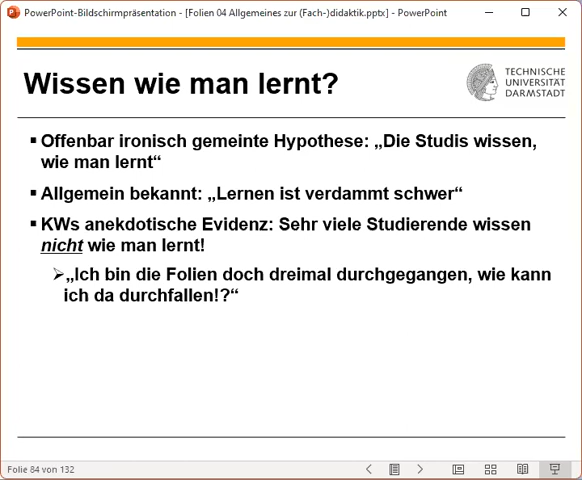 PowerPoint-Bildschirmpräsentation - [Folien 04 Allgemeines zur (Fach-)didaktik.pptx] - PowerPoint
Wissen wie man lernt?
TECHNISCHE
UNIVERSITÄT
DARMSTADT
▪ Offenbar ironisch gemeinte Hypothese: „Die Studis wissen,
wie man lernt“
▪ Allgemein bekannt: „Lernen ist verdammt schwer“
▪ KWs anekdotische Evidenz: Sehr viele Studierende wissen
nicht wie man lernt!
➢ „Ich bin die Folien doch dreimal durchgegangen, wie kann
ich da durchfallen!?“
Folie 84 von 132